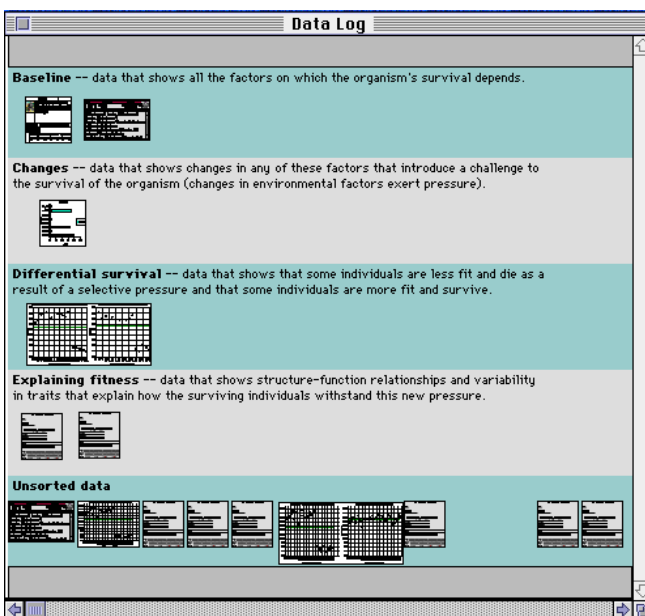 Data Log
Baseline -- data that shows all the factors on which the organism's survival depends.
Changes -- data that shows changes in any of these factors that introduce a challenge to
the survival of the organism (changes in environmental factors exert pressure).
Differential survival -- data that shows that some individuals are less fit and die as a
result of a selective pressure and that some individuals are more fit and survive.
Explaining fitness -- data that shows structure-function relationships and variability
in traits that explain how the surviving individuals withstand this new pressure.
Unsorted data